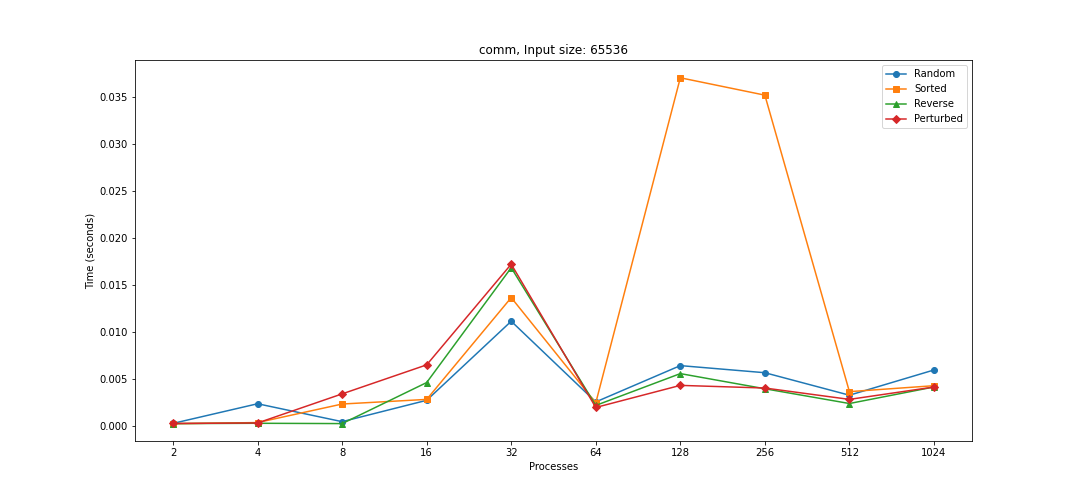 comm, Input size: 65536
Random
Sorted
Reverse
Perturbed
0.035
0.030
0.025
0.020
0.015
0.010
0.005
0.000
Time (seconds)
2 4 8 16 32 64 128 256 512 1024
Processes